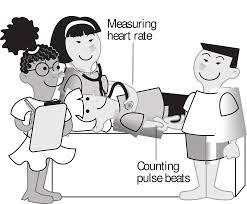 Measuring
heart rate
Counting
pulse beats